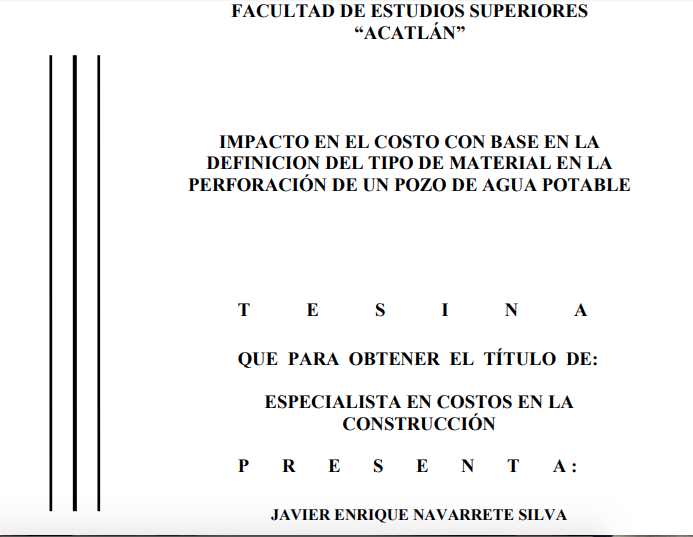 FACULTAD DE ESTUDIOS SUPERIORES
“ACATLÁN”
IMPACTO EN EL COSTO CON BASE EN LA
DEFINICION DEL TIPO DE MATERIAL EN LA
PERFORACIÓN DE UN POZO DE AGUA POTABLE
T E S I N A
QUE PARA OBTENER EL TÍTULO DE:
ESPECIALISTA EN COSTOS EN LA
CONSTRUCCIÓN
P R E S E N T A :
JAVIER ENRIQUE NAVARRETE SILVA